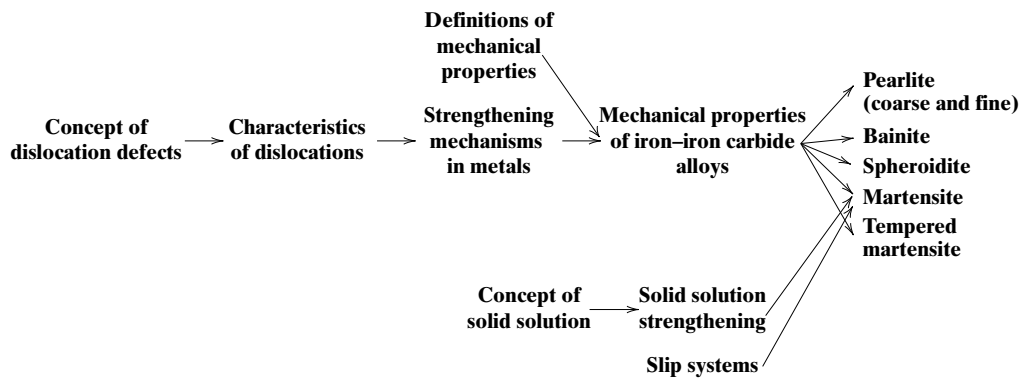 Definitions of
mechanical
properties
Concept of
dislocation defects
Characteristics
of dislocations
Strengthening
mechanisms
in metals
Mechanical properties
of iron–iron carbide
alloys
Pearlite
(coarse and fine)
Bainite
Spheroidite
Martensite
Tempered
martensite
Concept of
solid solution
Solid solution
strengthening
Slip systems